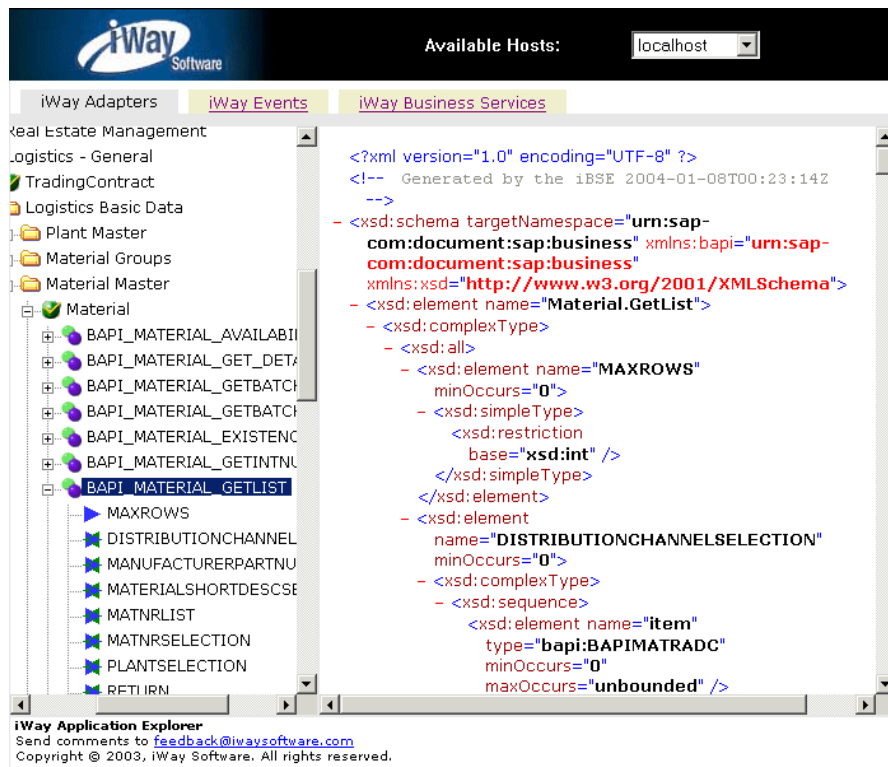 iWay
Software
Available Hosts:
localhost
iWay Adapters
iWay Events
iWay Business Services
Real Estate Management
Logistics - General
TradingContract
Logistics Basic Data
Plant Master
Material Groups
Material Master
Material
BAPI_MATERIAL_AVAILABI
BAPI_MATERIAL_GET_DETA
BAPI_MATERIAL_GETBATCH
BAPI_MATERIAL_GETBATCH
BAPI_MATERIAL_EXISTENC
BAPI_MATERIAL_GETINTNU
BAPI_MATERIAL_GETLIST
MAXROWS
DISTRIBUTIONCHANNEL
MANUFACTURERPARTNU
MATERIALSHORTDESCSE
MATNRLIST
MATNRSELECTION
PLANTSELECTION
RETURN
<?xml version="1.0" encoding="UTF-8" ?>
<!-- Generated by the iBSE 2004-01-08T00:23:14Z
-->
- <xsd:schema targetNamespace="urn:sap-
com:document:sap:business" xmlns:bapi="urn:sap-
com:document:sap:business"
xmlns:xsd="http://www.w3.org/2001/XMLSchema">
- <xsd:element name="Material.GetList">
- <xsd:complexType>
- <xsd:all>
- <xsd:element name="MAXROWS"
minOccurs="0">
- <xsd:simpleType>
<xsd:restriction
base="xsd:int" />
</xsd:simpleType>
</xsd:element>
- <xsd:element
name="DISTRIBUTIONCHANNELSELECTION"
minOccurs="0">
- <xsd:complexType>
- <xsd:sequence>
<xsd:element name="item"
type="bapi:BAPIMATRADC"
minOccurs="0"
maxOccurs="unbounded" />
iWay Application Explorer
Send comments to feedback@iwaysoftware.com
Copyright © 2003, iWay Software. All rights reserved.